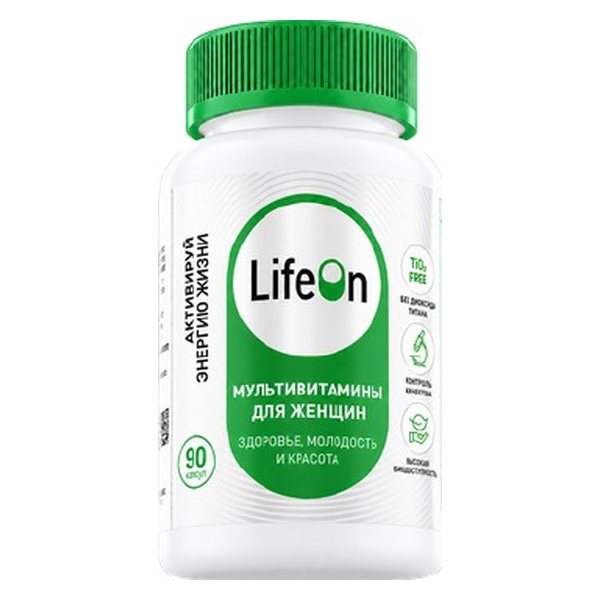 АКТИВИРУЙ
ЭНЕРГИЮ ЖИЗНИ
LifeOn
МУЛЬТИВИТАМИНЫ
ДЛЯ ЖЕНЩИН
ЗДОРОВЬЕ, МОЛОДОСТЬ
И КРАСОТА
90
капсул
TiO₂
FREE
БЕЗ ДИОКСИДА
ТИТАНА
КОНТРОЛЬ
КАЧЕСТВА
ВЫСОКАЯ
БИОДОСТУПНОСТЬ